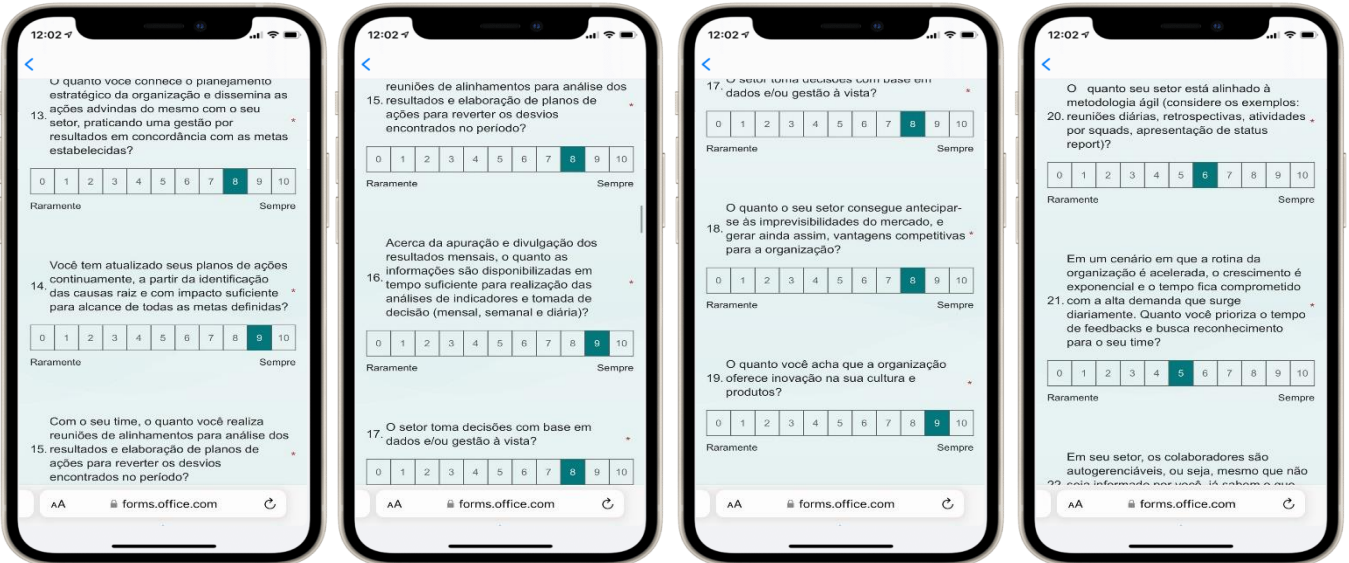 12:02
O quanto você conhece o planejamento
estratégico da organização e dissemina as
ações advindas do mesmo com o seu
13. setor, praticando uma gestão por *
resultados em concordância com as metas
estabelecidas?
0 1 2 3 4 5 6 7 8 9 10
Raramente Sempre
Você tem atualizado seus planos de ações
continuamente, a partir da identificação
14. das causas raiz e com impacto suficiente *
para alcance de todas as metas definidas?
0 1 2 3 4 5 6 7 8 9 10
Raramente Sempre
Com o seu time, o quanto você realiza
reuniões de alinhamentos para análise dos
15. resultados e elaboração de planos de *
ações para reverter os desvios
encontrados no período?
AA forms.office.com
12:02
reuniões de alinhamentos para análise dos
15. resultados e elaboração de planos de *
ações para reverter os desvios
encontrados no período?
0 1 2 3 4 5 6 7 8 9 10
Raramente Sempre
Acerca da apuração e divulgação dos
resultados mensais, o quanto as
informações são disponibilizadas em
16. tempo suficiente para realização das *
análises de indicadores e tomada de
decisão (mensal, semanal e diária)?
0 1 2 3 4 5 6 7 8 9 10
Raramente Sempre
17. O setor toma decisões com base em
dados e/ou gestão à vista? *
0 1 2 3 4 5 6 7 8 9 10
AA forms.office.com
12:02
17. O setor toma decisões com base em
dados e/ou gestão à vista? *
0 1 2 3 4 5 6 7 8 9 10
Raramente Sempre
O quanto o seu setor consegue antecipar-
se às imprevisibilidades do mercado, e
18. gerar ainda assim, vantagens competitivas *
para a organização?
0 1 2 3 4 5 6 7 8 9 10
Raramente Sempre
O quanto você acha que a organização
19. oferece inovação na sua cultura e *
produtos?
0 1 2 3 4 5 6 7 8 9 10
Raramente Sempre
AA forms.office.com
12:02
O quanto seu setor está alinhado à
metodologia ágil (considere os exemplos:
20. reuniões diárias, retrospectivas, atividades *
por squads, apresentação de status
report)?
0 1 2 3 4 5 6 7 8 9 10
Raramente Sempre
Em um cenário em que a rotina da
organização é acelerada, o crescimento é
exponencial e o tempo fica comprometido
21. com a alta demanda que surge *
diariamente. Quanto você prioriza o tempo
de feedbacks e busca reconhecimento
para o seu time?
0 1 2 3 4 5 6 7 8 9 10
Raramente Sempre
Em seu setor, os colaboradores são
autogerenciáveis, ou seja, mesmo que não
22. seja informado por você, já sabem o que
AA forms.office.com